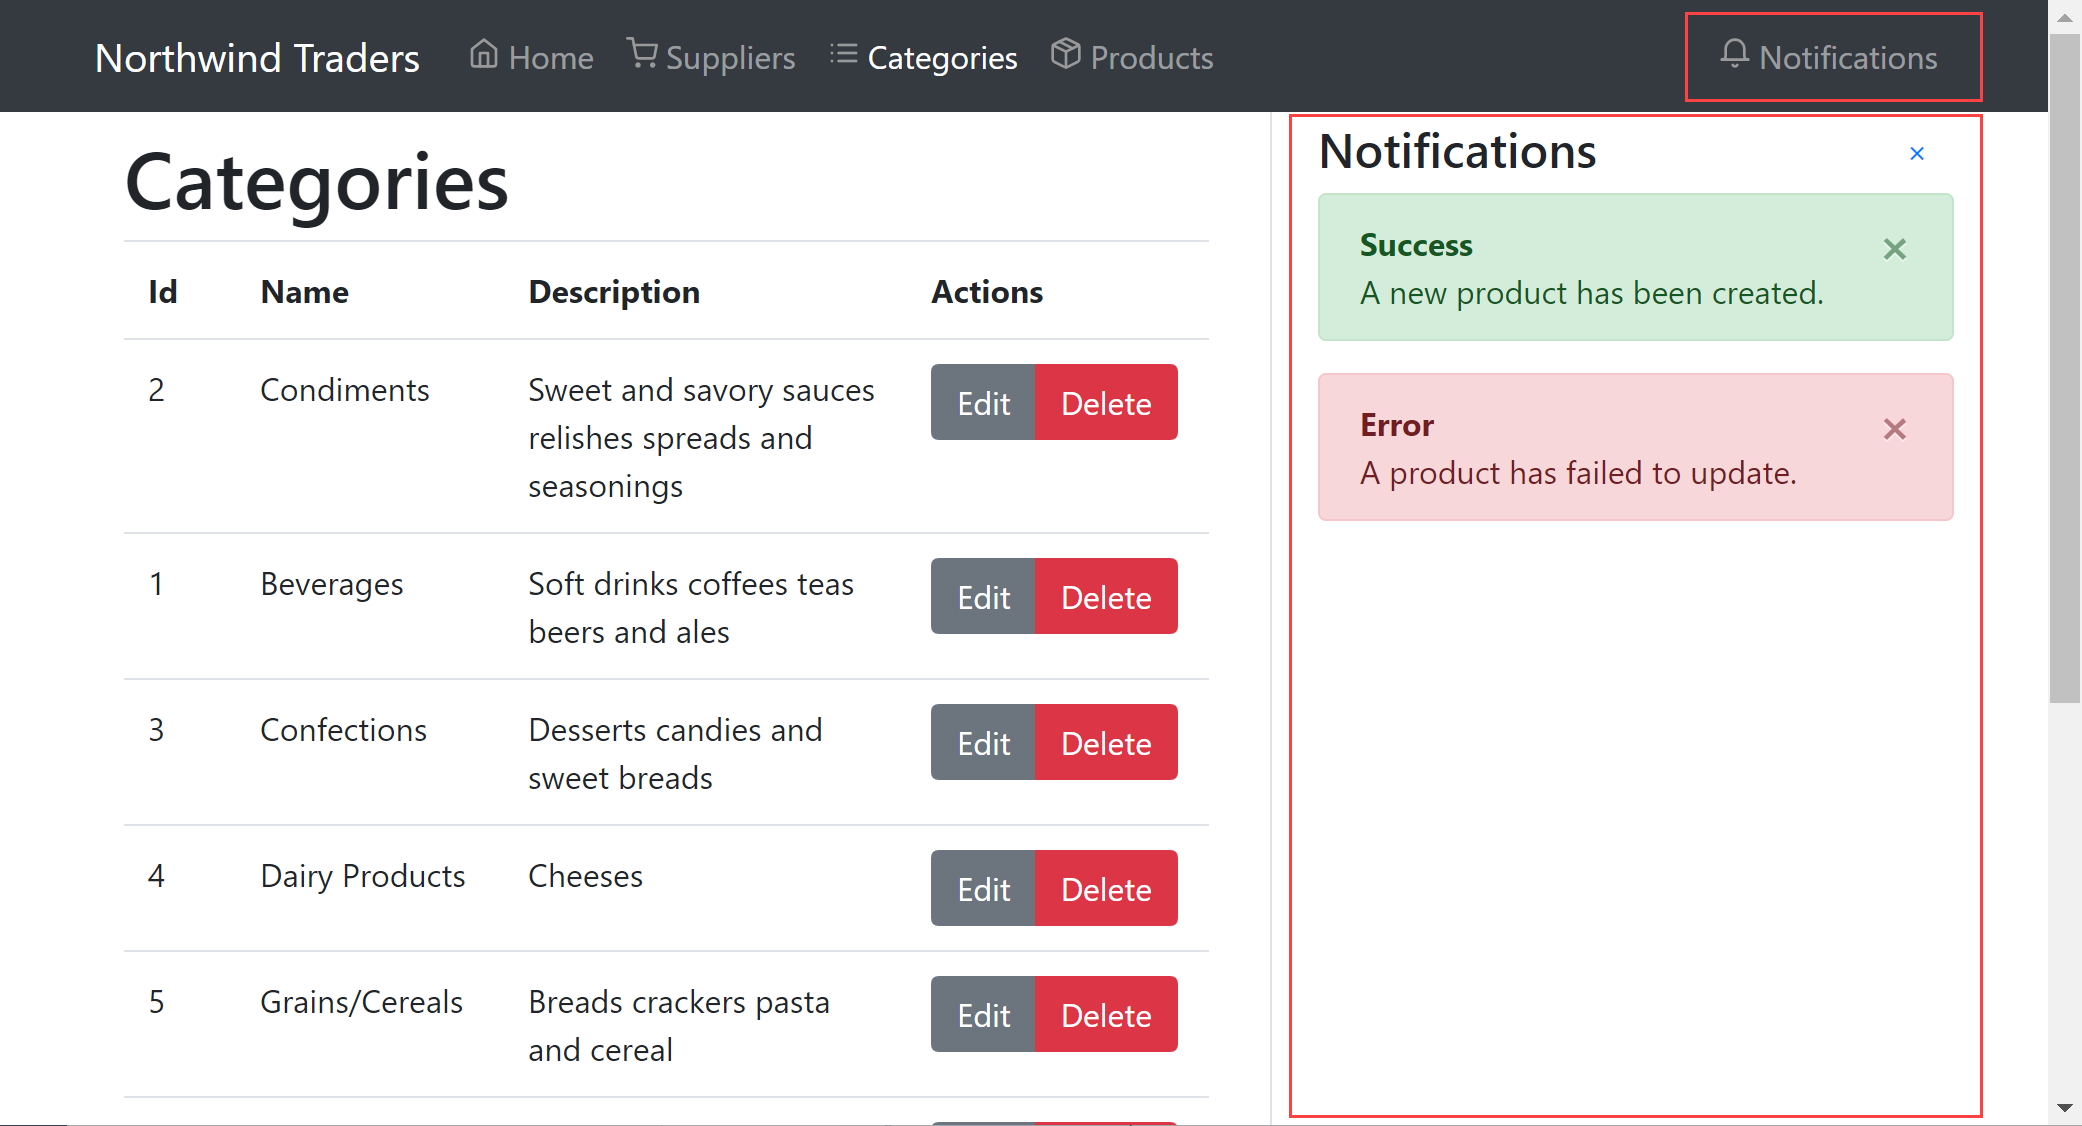 Northwind Traders Home Suppliers Categories Products Notifications
Categories
Id Name Description Actions
2 Condiments Sweet and savory sauces Edit Delete
relishes spreads and
seasonings
1 Beverages Soft drinks coffees teas Edit Delete
beers and ales
3 Confections Desserts candies and Edit Delete
sweet breads
4 Dairy Products Cheeses Edit Delete
5 Grains/Cereals Breads crackers pasta Edit Delete
and cereal
Notifications ×
Success ×
A new product has been created.
Error ×
A product has failed to update.